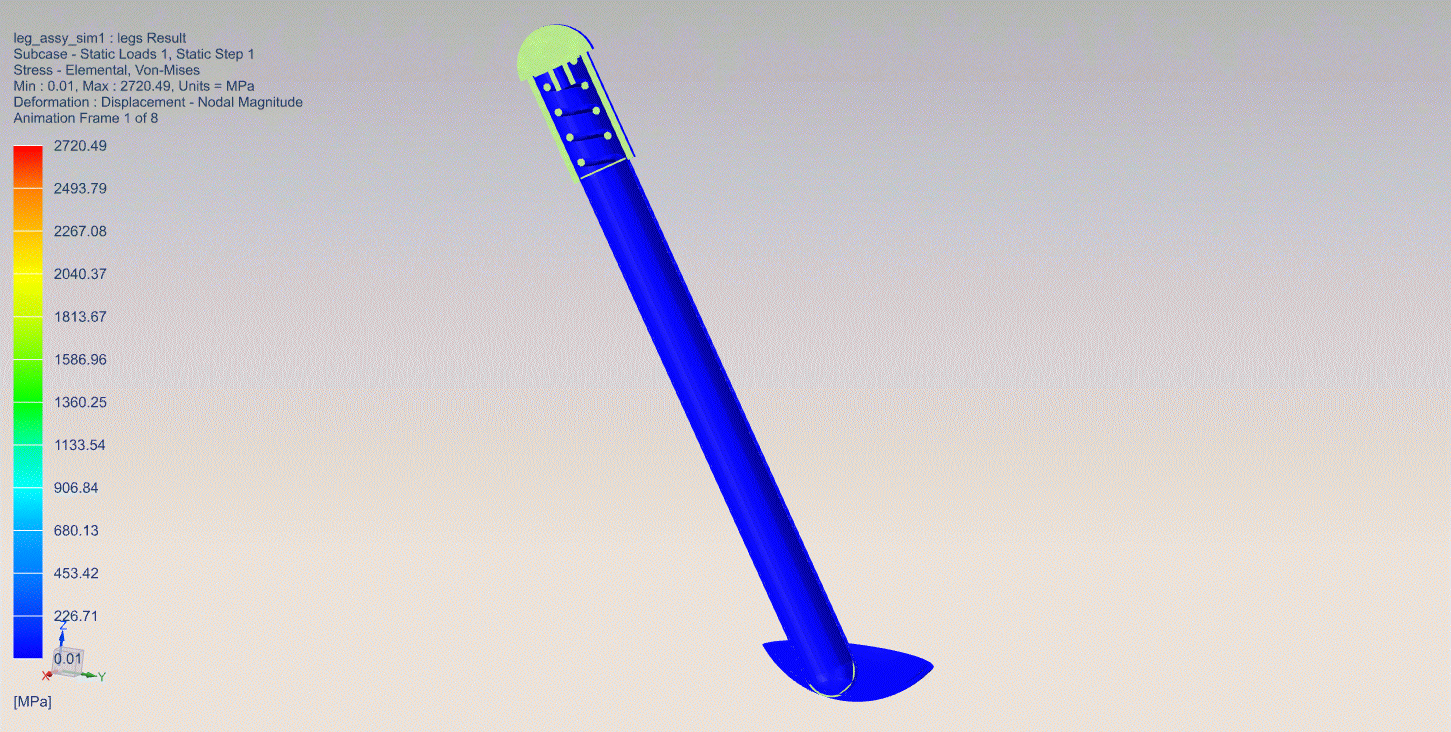 leg_assy_sim1 : legs Result
Subcase - Static Loads 1, Static Step 1
Stress - Elemental, Von-Mises
Min : 0.01, Max : 2720.49, Units = MPa
Deformation : Displacement - Nodal Magnitude
Animation Frame 1 of 8
2720.49
2493.79
2267.08
2040.37
1813.67
1586.96
1360.25
1133.54
906.84
680.13
453.42
226.71
Z
0.01
X
Y
[MPa]